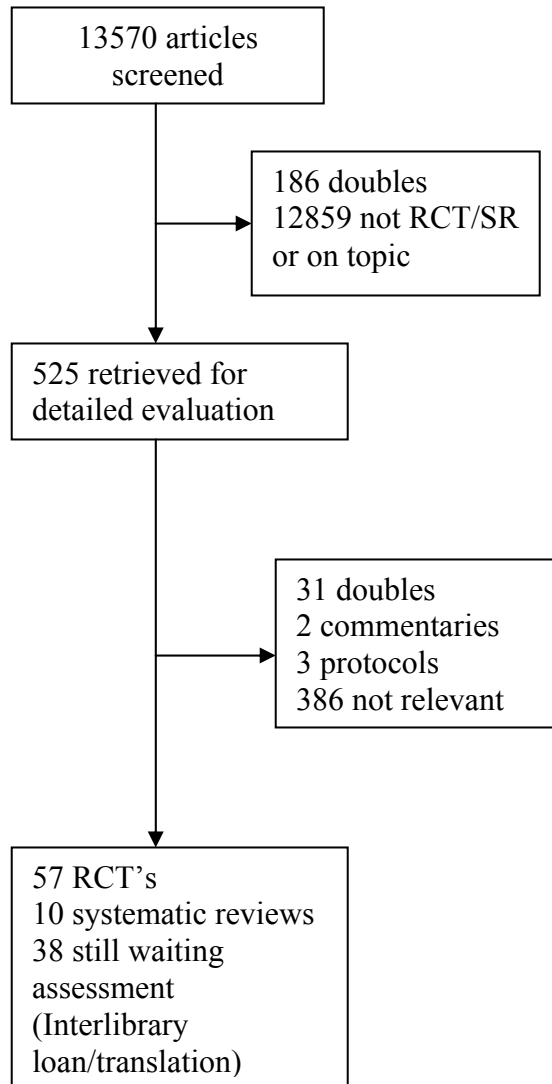 13570 articles
screened
186 doubles
12859 not RCT/SR
or on topic
525 retrieved for
detailed evaluation
31 doubles
2 commentaries
3 protocols
386 not relevant
57 RCT's
10 systematic reviews
38 still waiting
assessment
(Interlibrary
loan/translation)